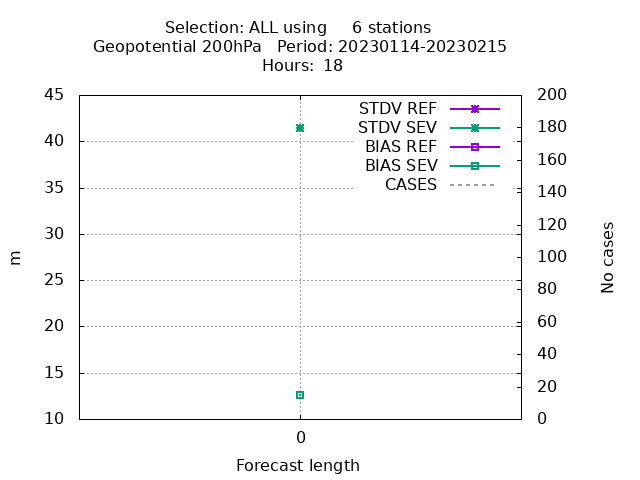 Selection: ALL using     6 stations
Geopotential 200hPa   Period: 20230114-20230215
Hours: 18
45
40
35
30
25
20
15
10
200
180
160
140
120
100
80
60
40
20
0
STDV REF
STDV SEV
BIAS REF
BIAS SEV
CASES
m
No cases
0
Forecast length